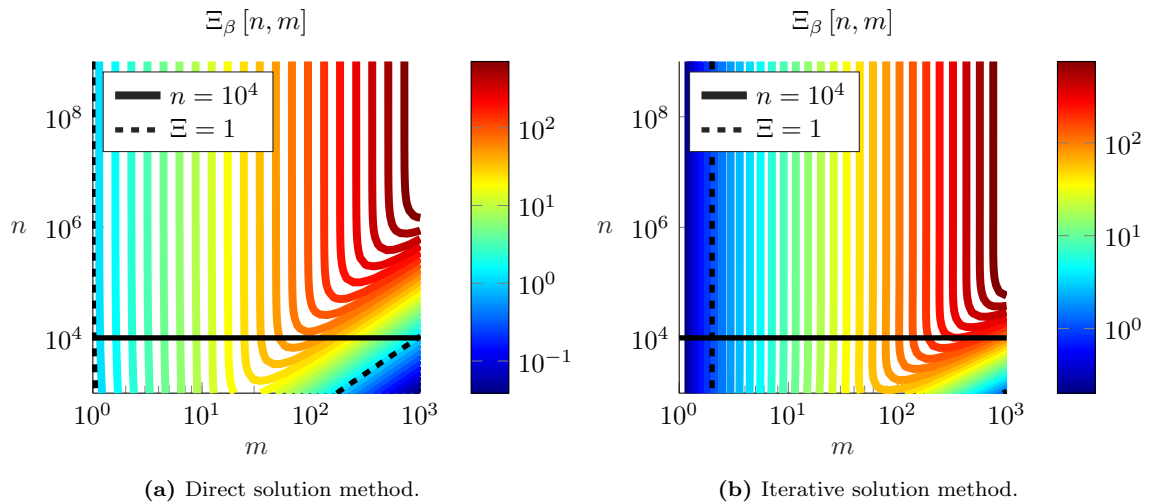 Ξ_β [n, m]
n = 10^4
Ξ = 1
10^8
10^6
10^4
n
10^0
10^1
10^2
10^3
m
10^2
10^1
10^0
10^−1
(a) Direct solution method.
Ξ_β [n, m]
n = 10^4
Ξ = 1
10^8
10^6
10^4
n
10^0
10^1
10^2
10^3
m
10^2
10^1
10^0
(b) Iterative solution method.